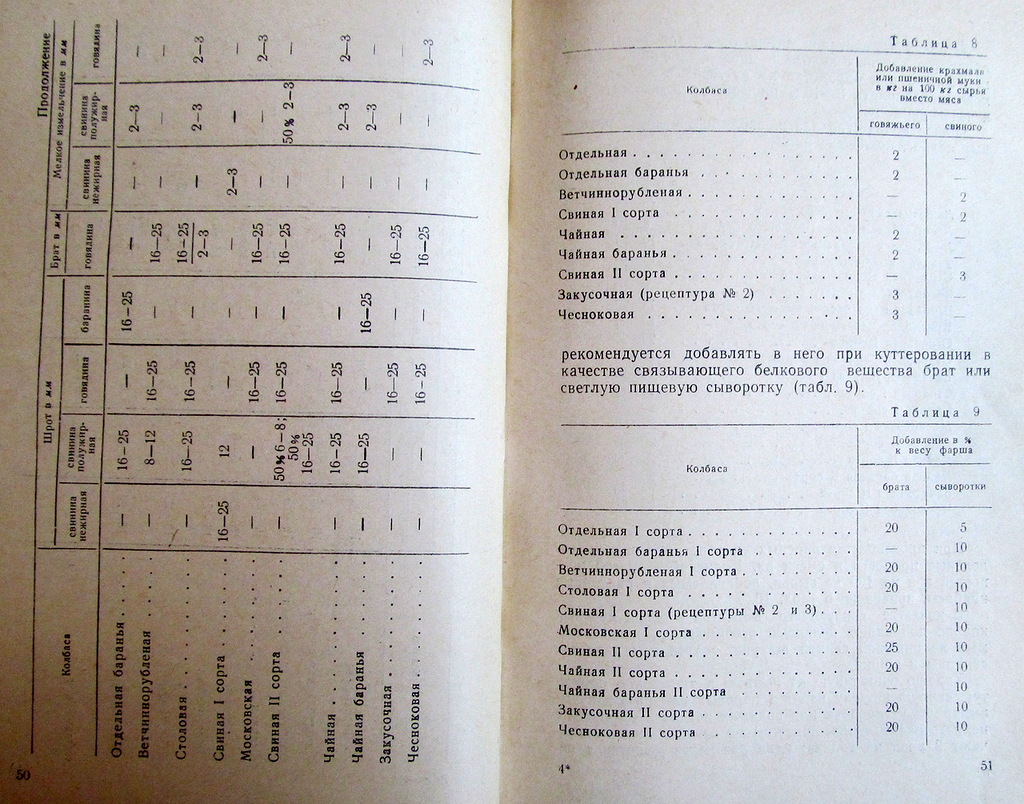 Продолжение
Колбаса
Шрот в мм
Брат в мм
Мелкое измельчение в мм
свинина нежирная
свинина полужир-
ная
говядина
баранина
говядина
свинина нежирная
свинина полужир-
ная
говядина
Отдельная баранья . . . . — 16—25 — 16—25 — — 2—3 —
Ветчиннорубленая . . . . — 8—12 16—25 — 16—25 — — —
Столовая . . . . . . — 16—25 16—25 — 16—25 — 2—3 2—3
2—3
Свиная I сорта . . . . . 16—25 12 — — — 2—3 — —
Московская . . . . . . — — 16—25 — 16—25 — — 2—3
Свиная II сорта . . . . . — 50% 6—8; 16—25 — 16—25 — 50% 2—3 —
50%
16—25
Чайная . . . . . . . — 16—25 16—25 — 16—25 — 2—3 2—3
Чайная баранья . . . . . — 16—25 — 16—25 — — 2—3 —
Закусочная . . . . . . — — 16—25 — 16—25 — — —
Чесноковая . . . . . . — — 16—25 — 16—25 — — 2—3
50
Таблица 8
Колбаса
Добавление крахмала
или пшеничной муки
в кг на 100 кг сырья
вместо мяса
говяжьего свиного
Отдельная . . . . . . . . . . . . 2 —
Отдельная баранья . . . . . . . . . 2 —
Ветчиннорубленая . . . . . . . . . — 2
Свиная I сорта . . . . . . . . . . — 2
Чайная . . . . . . . . . . . . . 2 —
Чайная баранья . . . . . . . . . . 2 —
Свиная II сорта . . . . . . . . . . — 3
Закусочная (рецептура № 2) . . . . . . 3 —
Чесноковая . . . . . . . . . . . 3 —
рекомендуется добавлять в него при куттеровании в
качестве связывающего белкового вещества брат или
светлую пищевую сыворотку (табл. 9).
Таблица 9
Колбаса
Добавление в %
к весу фарша
брата сыворотки
Отдельная I сорта . . . . . . . . . 20 5
Отдельная баранья I сорта . . . . . . — 10
Ветчиннорубленая I сорта . . . . . . . 20 10
Столовая I сорта . . . . . . . . . 20 10
Свиная I сорта (рецептуры № 2 и 3) . . . — 10
Московская I сорта . . . . . . . . . 20 10
Свиная II сорта . . . . . . . . . . 25 10
Чайная II сорта . . . . . . . . . . 20 10
Чайная баранья II сорта . . . . . . . — 10
Закусочная II сорта . . . . . . . . . 20 10
Чесноковая II сорта . . . . . . . . . 20 10
4*
51